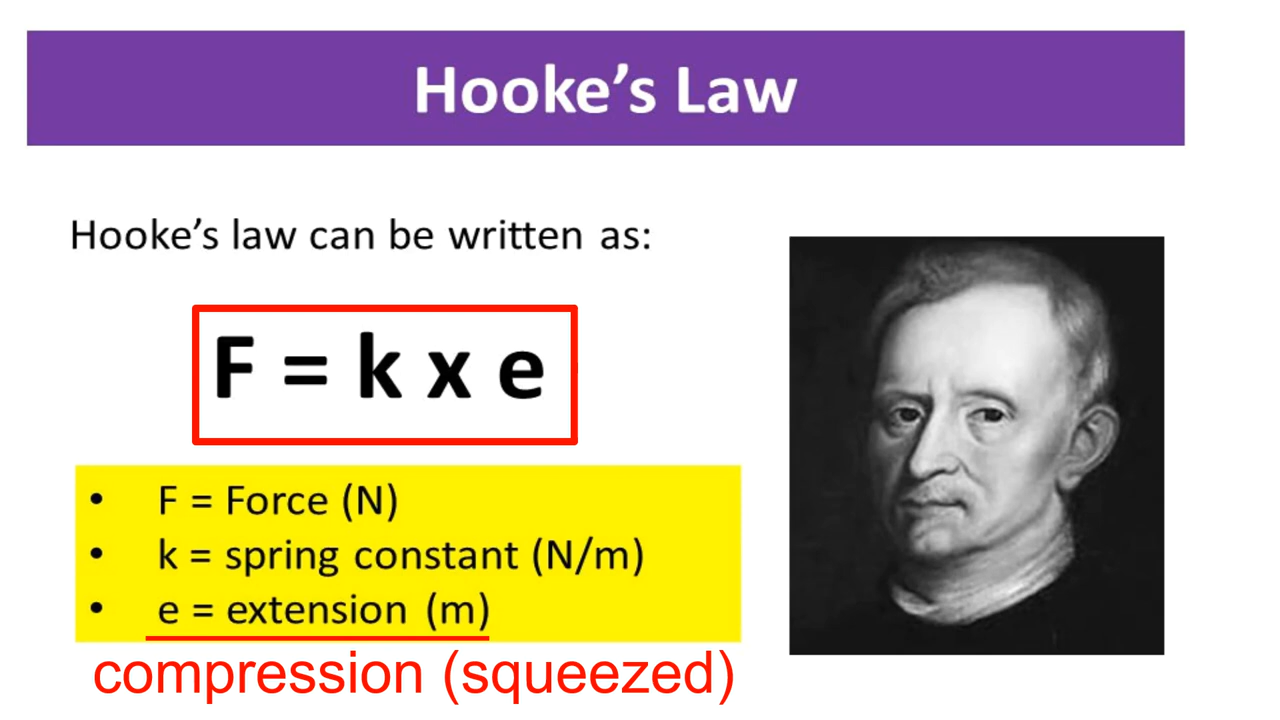 Hooke’s Law
Hooke’s law can be written as:
F = k x e
• F = Force (N)
• k = spring constant (N/m)
• e = extension (m)
compression (squeezed)